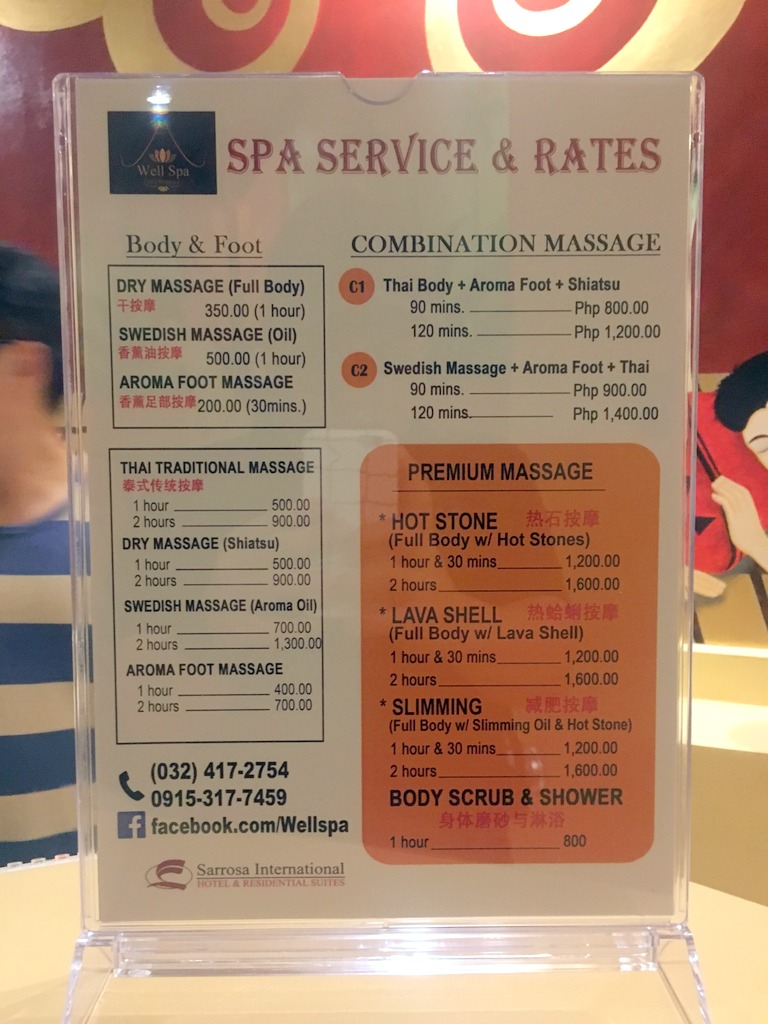 Well Spa
SPA SERVICE & RATES
Body & Foot
DRY MASSAGE (Full Body)
干按摩
350.00 (1 hour)
SWEDISH MASSAGE (Oil)
香薰油按摩
500.00 (1 hour)
AROMA FOOT MASSAGE
香薰足部按摩 200.00 (30mins.)
THAI TRADITIONAL MASSAGE
泰式传统按摩
1 hour 500.00
2 hours 900.00
DRY MASSAGE (Shiatsu)
1 hour 500.00
2 hours 900.00
SWEDISH MASSAGE (Aroma Oil)
1 hour 700.00
2 hours 1,300.00
AROMA FOOT MASSAGE
1 hour 400.00
2 hours 700.00
(032) 417-2754
0915-317-7459
f facebook.com/Wellspa
Sarrosa International
HOTEL & RESIDENTIAL SUITES
COMBINATION MASSAGE
C1 Thai Body + Aroma Foot + Shiatsu
90 mins. Php 800.00
120 mins. Php 1,200.00
C2 Swedish Massage + Aroma Foot + Thai
90 mins. Php 900.00
120 mins. Php 1,400.00
PREMIUM MASSAGE
* HOT STONE 热石按摩
(Full Body w/ Hot Stones)
1 hour & 30 mins 1,200.00
2 hours 1,600.00
* LAVA SHELL 热蛤蜊按摩
(Full Body w/ Lava Shell)
1 hour & 30 mins 1,200.00
2 hours 1,600.00
* SLIMMING 减肥按摩
(Full Body w/ Slimming Oil & Hot Stone)
1 hour & 30 mins 1,200.00
2 hours 1,600.00
BODY SCRUB & SHOWER
身体磨砂与淋浴
1 hour 800